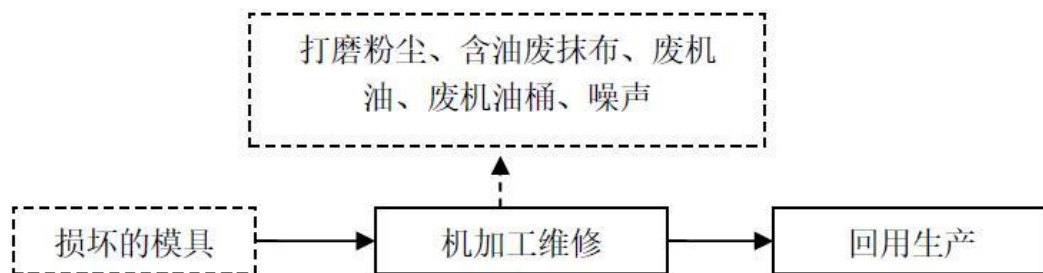 打磨粉尘、含油废抹布、废机
油、废机油桶、噪声
损坏的模具
机加工维修
回用生产